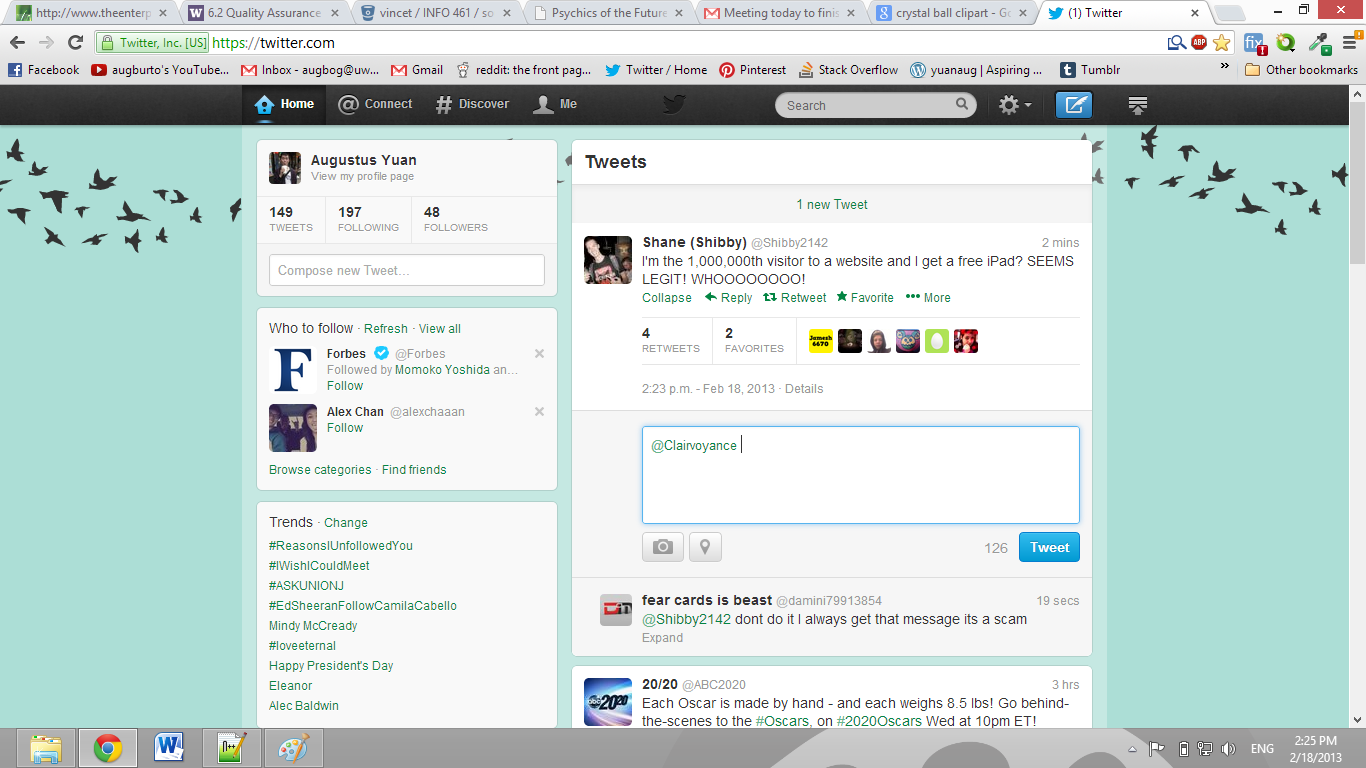 http://www.theenterp
6.2 Quality Assurance
vincet / INFO 461 / so
Psychics of the Future
Meeting today to finis
crystal ball clipart - Go
(1) Twitter
Twitter, Inc. [US] https://twitter.com
Facebook
augburto's YouTube...
Inbox - augbog@uw...
Gmail
reddit: the front pag...
Twitter / Home
Pinterest
Stack Overflow
yuanaug | Aspiring ...
Tumblr
»
Other bookmarks
Home
Connect
Discover
Me
Search
Augustus Yuan
View my profile page
149 197 48
TWEETS FOLLOWING FOLLOWERS
Compose new Tweet...
Who to follow · Refresh · View all
Forbes @Forbes
Followed by Momoko Yoshida an...
Follow
Alex Chan @alexchaaan
Follow
Browse categories · Find friends
Trends · Change
#ReasonsIUnfollowedYou
#IWishICouldMeet
#ASKUNIONJ
#EdSheeranFollowCamilaCabello
Mindy McCready
#loveeternal
Happy President's Day
Eleanor
Alec Baldwin
Tweets
1 new Tweet
Shane (Shibby) @Shibby2142 2 mins
I'm the 1,000,000th visitor to a website and I get a free iPad? SEEMS
LEGIT! WHOOOOOOOO!
Collapse Reply Retweet Favorite More
4 2
RETWEETS FAVORITES
Jamesh
6670
2:23 p.m. - Feb 18, 2013 · Details
@Clairvoyance
126 Tweet
fear cards is beast @damini79913854 19 secs
@Shibby2142 dont do it I always get that message its a scam
Expand
20/20 @ABC2020 3 hrs
Each Oscar is made by hand - and each weighs 8.5 lbs! Go behind-
the-scenes to the #Oscars, on #2020Oscars Wed at 10pm ET!
ENG
2:25 PM
2/18/2013